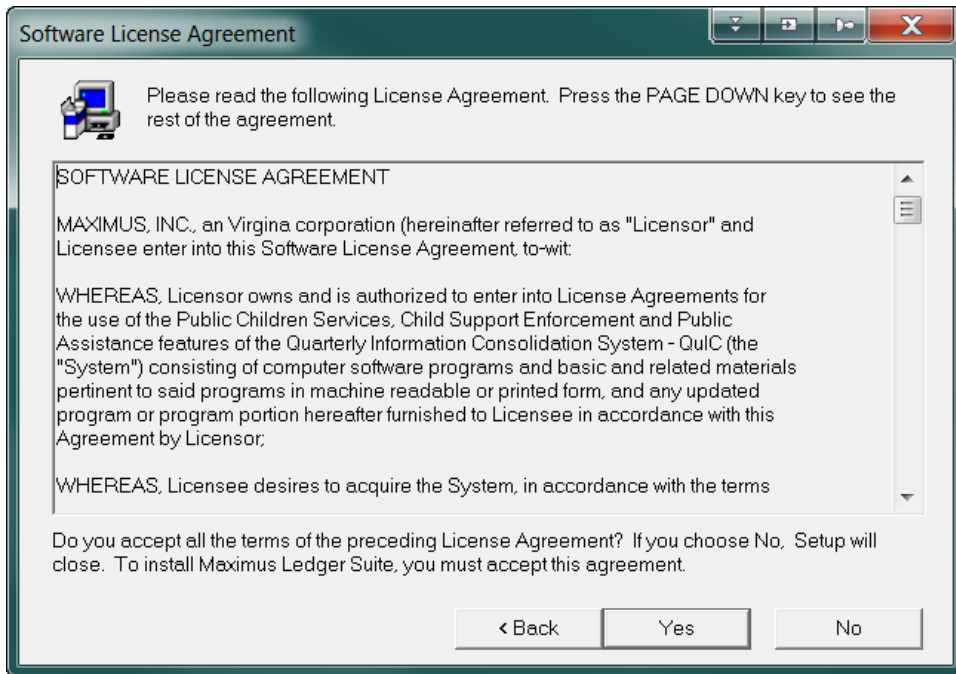 Software License Agreement
Please read the following License Agreement. Press the PAGE DOWN key to see the
rest of the agreement.
SOFTWARE LICENSE AGREEMENT
MAXIMUS, INC., an Virgina corporation (hereinafter referred to as "Licensor" and
Licensee enter into this Software License Agreement, to-wit:
WHEREAS, Licensor owns and is authorized to enter into License Agreements for
the use of the Public Children Services, Child Support Enforcement and Public
Assistance features of the Quarterly Information Consolidation System - QuIC (the
"System") consisting of computer software programs and basic and related materials
pertinent to said programs in machine readable or printed form, and any updated
program or program portion hereafter furnished to Licensee in accordance with this
Agreement by Licensor;
WHEREAS, Licensee desires to acquire the System, in accordance with the terms
Do you accept all the terms of the preceding License Agreement? If you choose No, Setup will
close. To install Maximus Ledger Suite, you must accept this agreement.
< Back
Yes
No